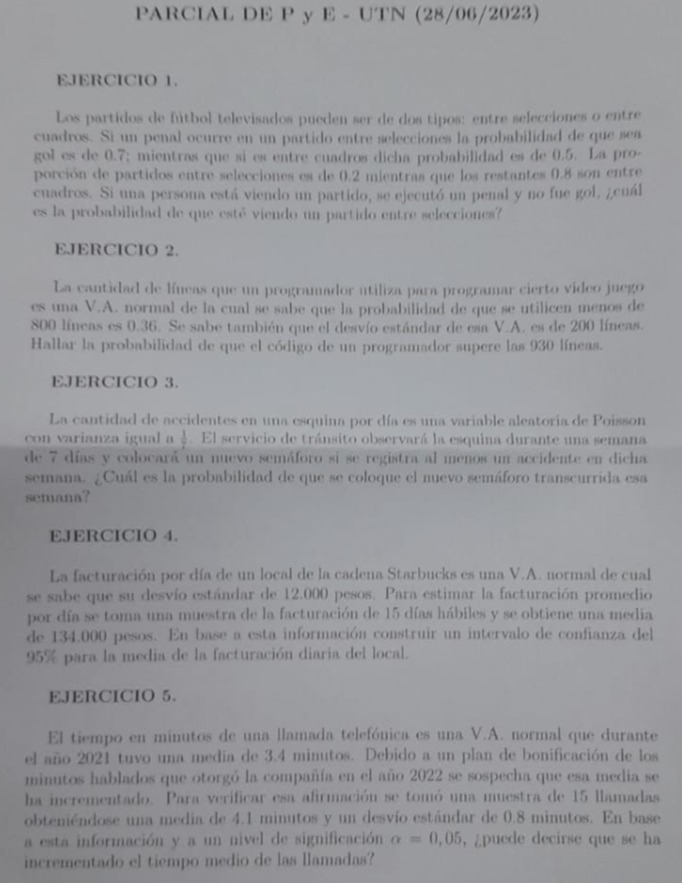 PARCIAL DE P y E - UTN (28/06/2023)
EJERCICIO 1.
Los partidos de fútbol televisados pueden ser de dos tipos: entre selecciones o entre
cuadros. Si un penal ocurre en un partido entre selecciones la probabilidad de que sea
gol es de 0.7; mientras que si es entre cuadros dicha probabilidad es de 0.5. La pro-
porción de partidos entre selecciones es de 0.2 mientras que los restantes 0.8 son entre
cuadros. Si una persona está viendo un partido, se ejecutó un penal y no fue gol, ¿cuál
es la probabilidad de que esté viendo un partido entre selecciones?
EJERCICIO 2.
La cantidad de líneas que un programador utiliza para programar cierto video juego
es una V.A. normal de la cual se sabe que la probabilidad de que se utilicen menos de
800 líneas es 0.36. Se sabe también que el desvío estándar de esa V.A. es de 200 líneas.
Hallar la probabilidad de que el código de un programador supere las 930 líneas.
EJERCICIO 3.
La cantidad de accidentes en una esquina por día es una variable aleatoria de Poisson
con varianza igual a . El servicio de tránsito observará la esquina durante una semana
de 7 días y colocará un nuevo semáforo si se registra al menos un accidente en dicha
semana. ¿Cuál es la probabilidad de que se coloque el nuevo semáforo transcurrida esa
semana?
EJERCICIO 4.
La facturación por día de un local de la cadena Starbucks es una V.A. normal de cual
se sabe que su desvío estándar de 12.000 pesos. Para estimar la facturación promedio
por día se toma una muestra de la facturación de 15 días hábiles y se obtiene una media
de 134.000 pesos. En base a esta información construir un intervalo de confianza del
95% para la media de la facturación diaria del local.
EJERCICIO 5.
El tiempo en minutos de una llamada telefónica es una V.A. normal que durante
el año 2021 tuvo una media de 3.4 minutos. Debido a un plan de bonificación de los
minutos hablados que otorgó la compañía en el año 2022 se sospecha que esa media se
ha incrementado. Para verificar esa afirmación se tomó una muestra de 15 llamadas
obteniéndose una media de 4.1 minutos y un desvío estándar de 0.8 minutos. En base
a esta información y a un nivel de significación α = 0,05, ¿puede decirse que se ha
incrementado el tiempo medio de las llamadas?